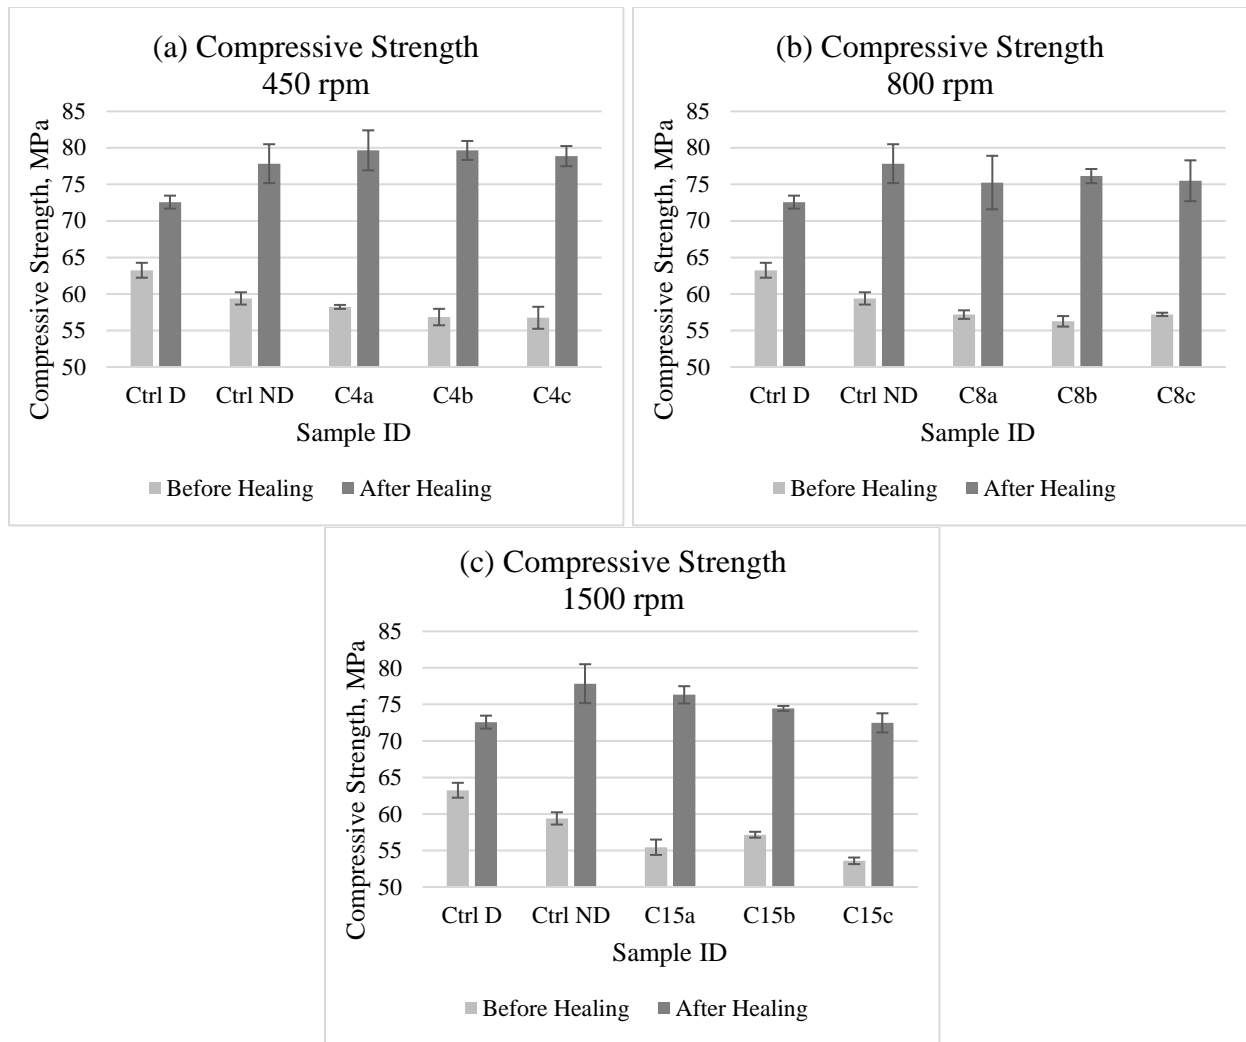 (a) Compressive Strength
450 rpm
Compressive Strength, MPa
85
80
75
70
65
60
55
50
Ctrl D Ctrl ND C4a C4b C4c
Sample ID
Before Healing After Healing
(b) Compressive Strength
800 rpm
Compressive Strength, MPa
85
80
75
70
65
60
55
50
Ctrl D Ctrl ND C8a C8b C8c
Sample ID
Before Healing After Healing
(c) Compressive Strength
1500 rpm
Compressive Strength, MPa
85
80
75
70
65
60
55
50
Ctrl D Ctrl ND C15a C15b C15c
Sample ID
Before Healing After Healing